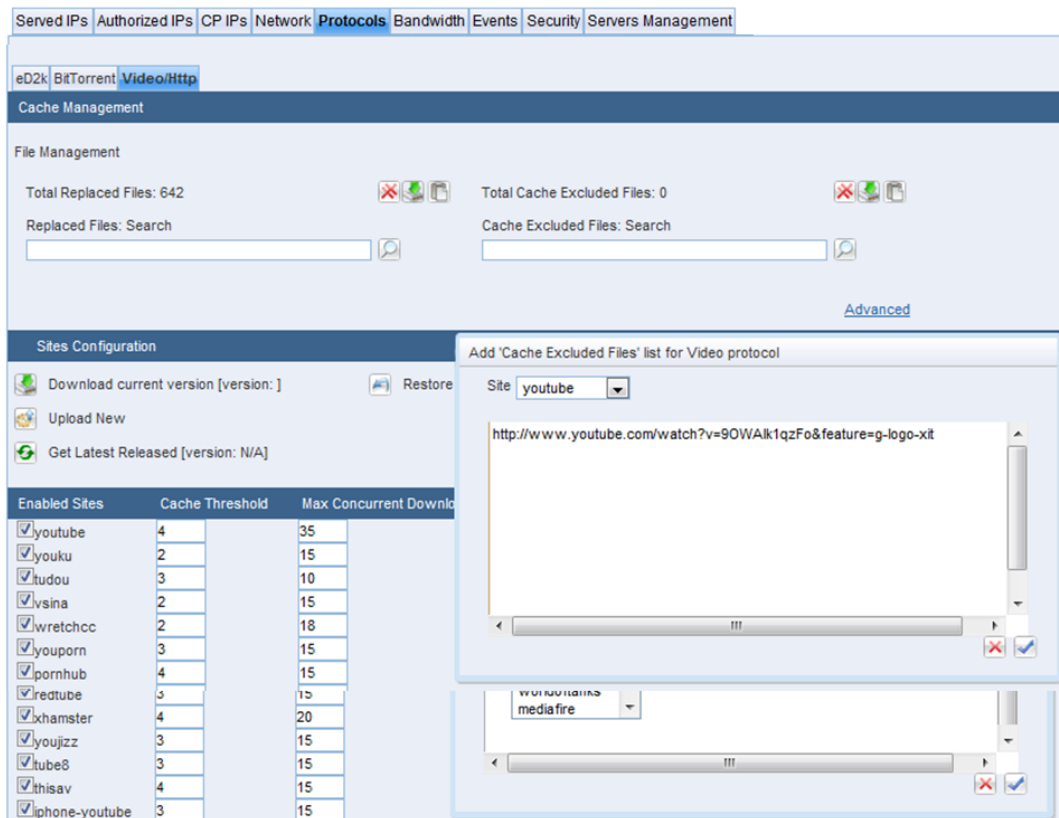 Served IPs Authorized IPs CP IPs Network Protocols Bandwidth Events Security Servers Management
eD2k BitTorrent Video/Http
Cache Management
File Management
Total Replaced Files: 642
Total Cache Excluded Files: 0
Replaced Files: Search
Cache Excluded Files: Search
Advanced
Sites Configuration
Download current version [version: ]
Restore
Upload New
Get Latest Released [version: N/A]
Add 'Cache Excluded Files' list for Video protocol
Site youtube
http://www.youtube.com/watch?v=9OWAlk1qzFo&feature=g-logo-xit
Enabled Sites Cache Threshold Max Concurrent Downlo
youtube 4 35
youku 2 15
tudou 3 10
vsina 2 15
wretchcc 2 18
youporn 3 15
pornhub 4 15
redtube 3 15
xhamster 4 20
youjizz 3 15
tube8 3 15
thisav 4 15
iphone-youtube 3 15
worldoftanks
mediafire